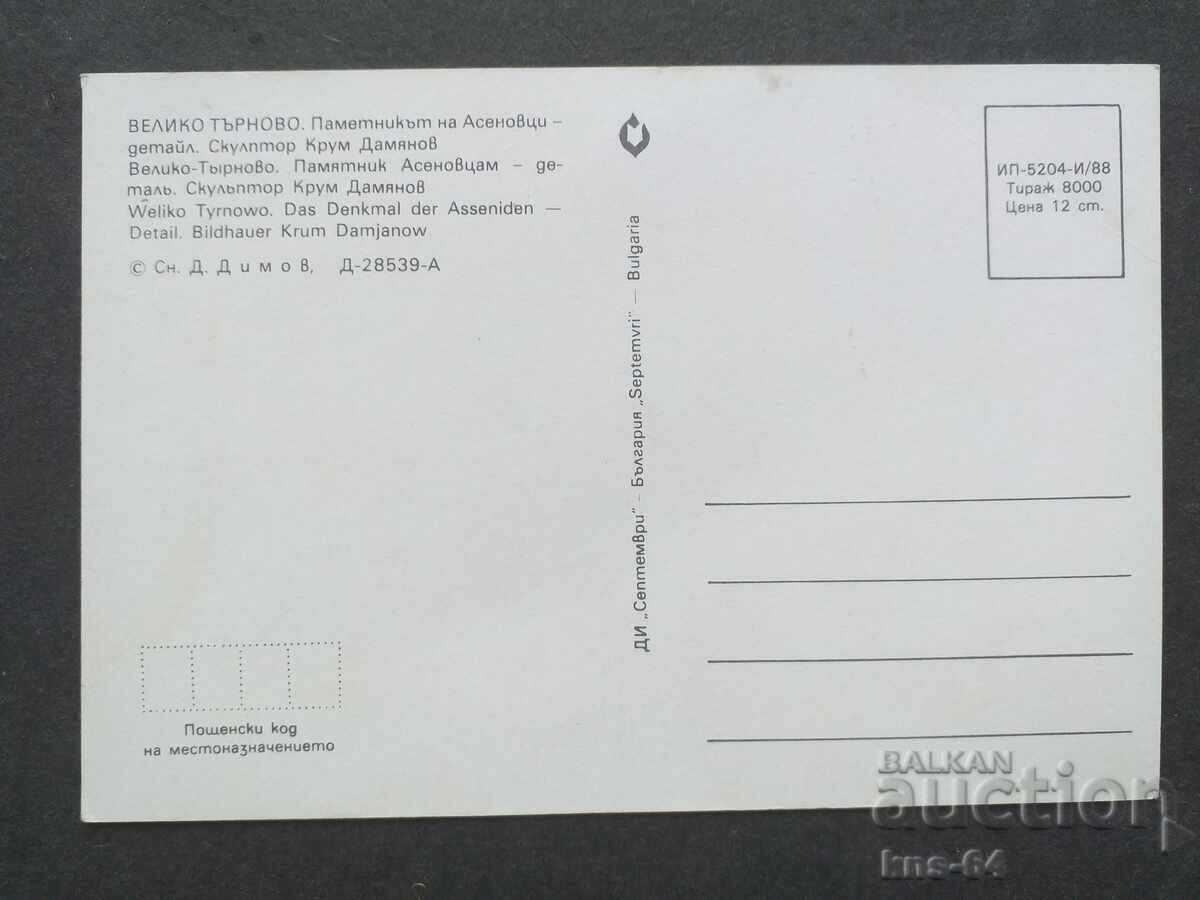 ВЕЛИКО ТЪРНОВО. Паметникът на Асеновци –
детайл. Скулптор Крум Дамянов
Велико-Тырново. Памятник Асеновцам – де-
таль. Скульптор Крум Дамянов
Weliko Tyrnowo. Das Denkmal der Asseniden —
Detail. Bildhauer Krum Damjanow
© Сн. Д. Димов, Д-28539-А
ДИ „Септември" – България „Septemvri" — Bulgaria
ИП-5204-И/88
Тираж 8000
Цена 12 ст.
Пощенски код
на местоназначението
BALKAN
auction
kns-64